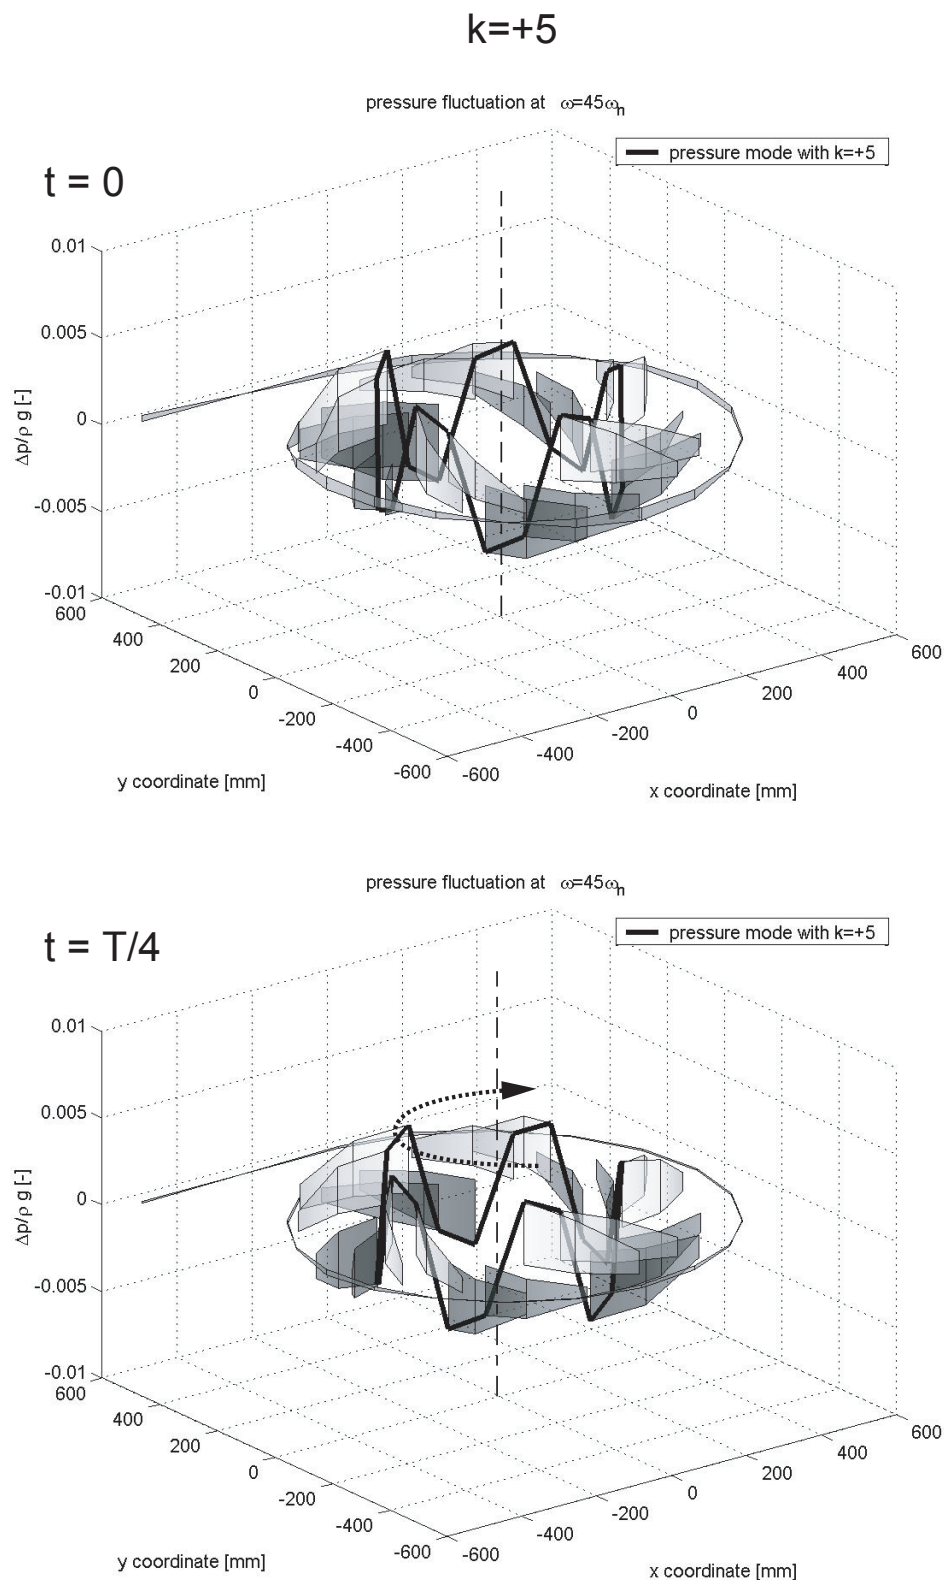 k=+5
pressure fluctuation at ω=45ωn
t = 0
pressure mode with k=+5
0.01
0.005
0
-0.005
-0.01
Δp/ρ g [-]
600
400
200
0
-200
-400
-600
y coordinate [mm]
-600
-400
-200
0
200
400
600
x coordinate [mm]
pressure fluctuation at ω=45ωn
t = T/4
pressure mode with k=+5
0.01
0.005
0
-0.005
-0.01
Δp/ρ g [-]
600
400
200
0
-200
-400
-600
y coordinate [mm]
-600
-400
-200
0
200
400
600
x coordinate [mm]